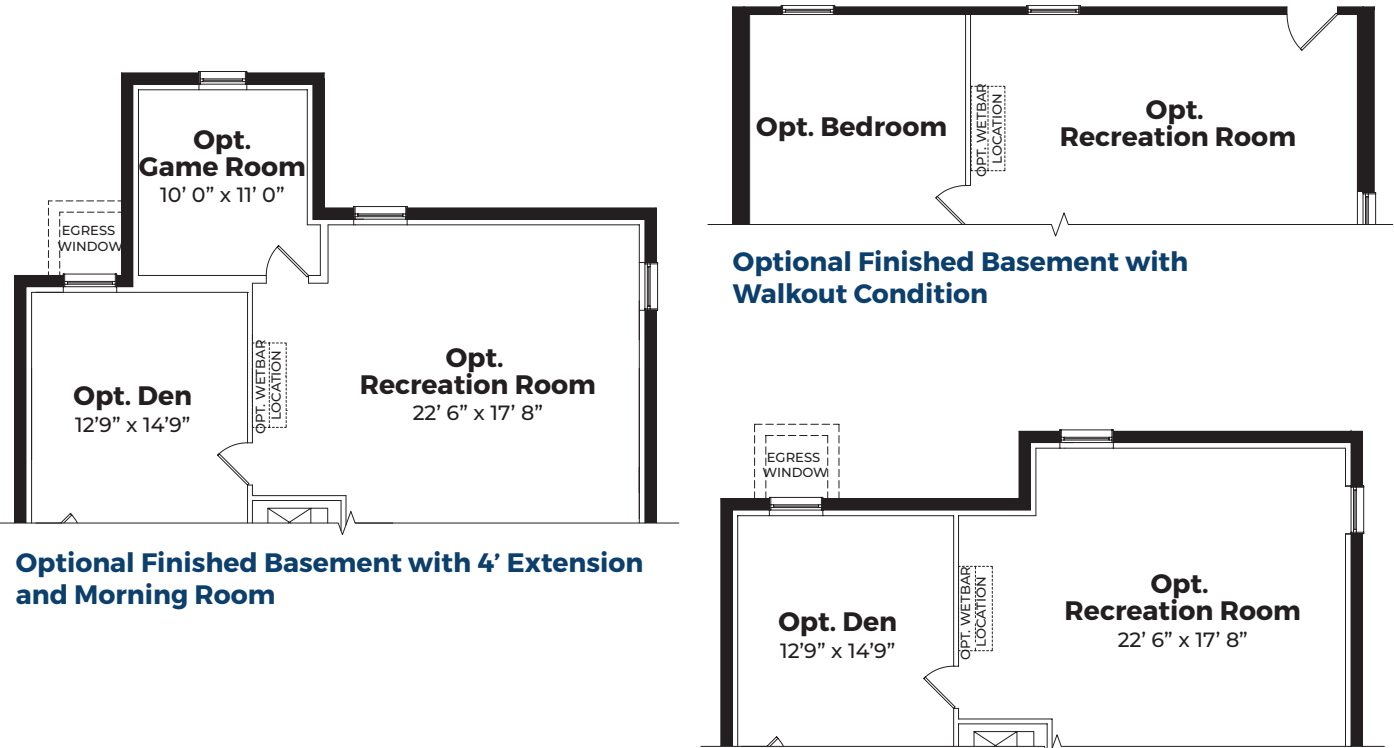 Opt.
Game Room
10’ 0” x 11’ 0”
EGRESS
WINDOW
Opt. Den
12’9” x 14’9”
OPT. WETBAR
LOCATION
Opt.
Recreation Room
22’ 6” x 17’ 8”
Optional Finished Basement with 4’ Extension
and Morning Room
Opt. Bedroom
OPT. WETBAR
LOCATION
Opt.
Recreation Room
Optional Finished Basement with
Walkout Condition
EGRESS
WINDOW
Opt. Den
12’9” x 14’9”
OPT. WETBAR
LOCATION
Opt.
Recreation Room
22’ 6” x 17’ 8”